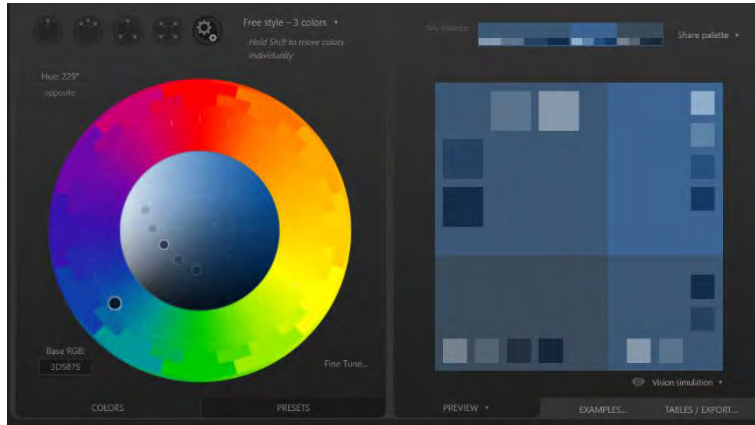 Free style – 3 colors
Hold Shift to move colors
individually
My Palette:
Share palette
Hue: 229°
opposite
Base RGB:
3D5875
Fine Tune...
Vision simulation
COLORS
PRESETS
PREVIEW
EXAMPLES...
TABLES / EXPORT...